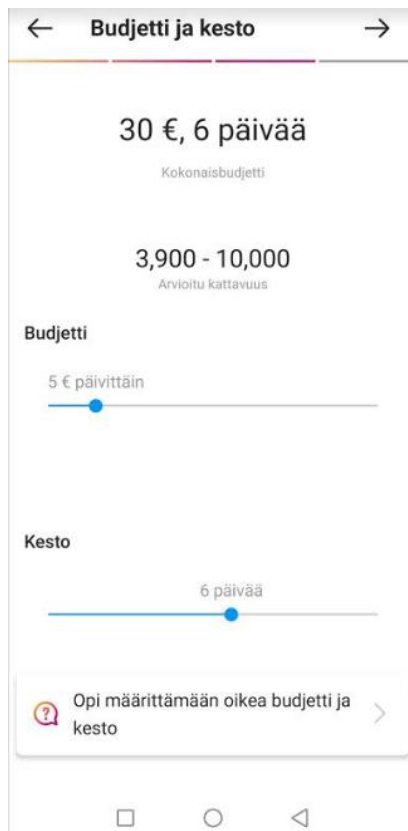 Budjetti ja kesto
30 €, 6 päivää
Kokonaisbudjetti
3,900 - 10,000
Arvioitu kattavuus
Budjetti
5 € päivittäin
Kesto
6 päivää
Opi määrittämään oikea budjetti ja
kesto